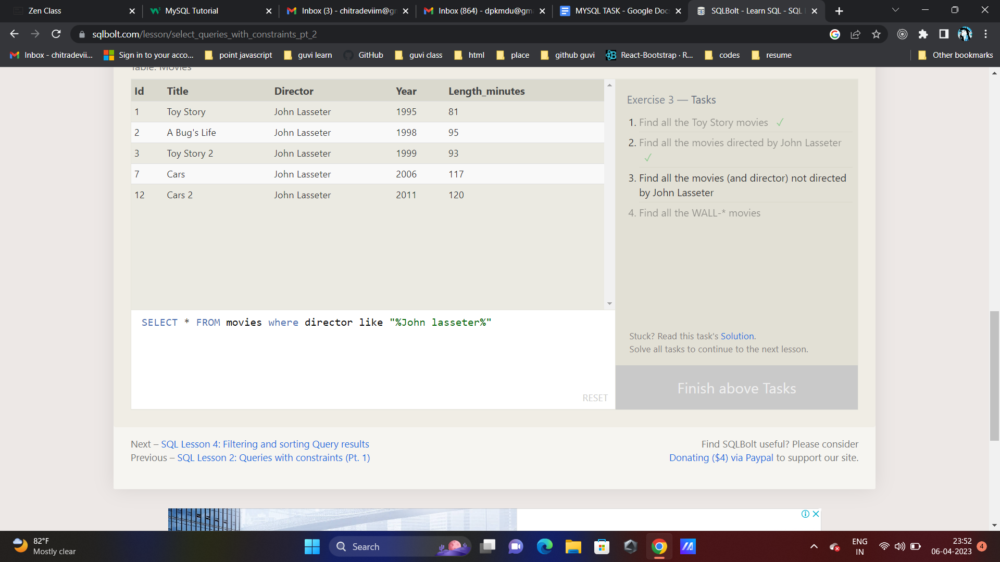 Zen Class
MySQL Tutorial
Inbox (3) - chitradeviim@gm
Inbox (864) - dpkmdu@gma
MYSQL TASK - Google Doc
SQLBolt - Learn SQL - SQL
sqlbolt.com/lesson/select_queries_with_constraints_pt_2
Inbox - chitradevii...
Sign in to your acco...
point javascript
guvi learn
GitHub
guvi class
html
place
github guvi
React-Bootstrap · R...
codes
resume
Other bookmarks
Table: Movies
Id Title Director Year Length_minutes
1 Toy Story John Lasseter 1995 81
2 A Bug's Life John Lasseter 1998 95
3 Toy Story 2 John Lasseter 1999 93
7 Cars John Lasseter 2006 117
12 Cars 2 John Lasseter 2011 120
SELECT * FROM movies where director like "%John lasseter%"
RESET
Exercise 3 — Tasks
1. Find all the Toy Story movies ✓
2. Find all the movies directed by John Lasseter
✓
3. Find all the movies (and director) not directed
by John Lasseter
4. Find all the WALL-* movies
Stuck? Read this task's Solution.
Solve all tasks to continue to the next lesson.
Finish above Tasks
Next – SQL Lesson 4: Filtering and sorting Query results
Previous – SQL Lesson 2: Queries with constraints (Pt. 1)
Find SQLBolt useful? Please consider
Donating ($4) via Paypal to support our site.
82°F
Mostly clear
Search
ENG
IN
23:52
06-04-2023
4